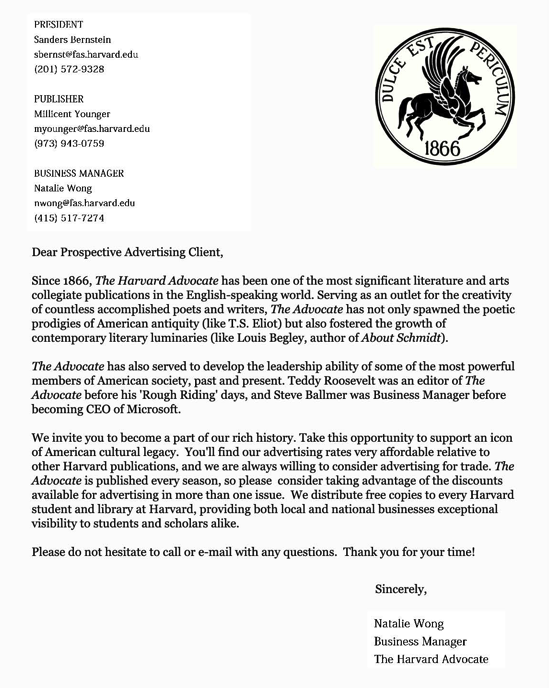 PRESIDENT
Sanders Bernstein
sbernst@fas.harvard.edu
(201) 572-9328
PUBLISHER
Millicent Younger
myounger@fas.harvard.edu
(973) 943-0759
BUSINESS MANAGER
Natalie Wong
nwong@fas.harvard.edu
(415) 517-7274
DULCE EST PERICULUM
1866
Dear Prospective Advertising Client,
Since 1866, The Harvard Advocate has been one of the most significant literature and arts
collegiate publications in the English-speaking world. Serving as an outlet for the creativity
of countless accomplished poets and writers, The Advocate has not only spawned the poetic
prodigies of American antiquity (like T.S. Eliot) but also fostered the growth of
contemporary literary luminaries (like Louis Begley, author of About Schmidt).
The Advocate has also served to develop the leadership ability of some of the most powerful
members of American society, past and present. Teddy Roosevelt was an editor of The
Advocate before his 'Rough Riding' days, and Steve Ballmer was Business Manager before
becoming CEO of Microsoft.
We invite you to become a part of our rich history. Take this opportunity to support an icon
of American cultural legacy. You'll find our advertising rates very affordable relative to
other Harvard publications, and we are always willing to consider advertising for trade. The
Advocate is published every season, so please consider taking advantage of the discounts
available for advertising in more than one issue. We distribute free copies to every Harvard
student and library at Harvard, providing both local and national businesses exceptional
visibility to students and scholars alike.
Please do not hesitate to call or e-mail with any questions. Thank you for your time!
Sincerely,
Natalie Wong
Business Manager
The Harvard Advocate